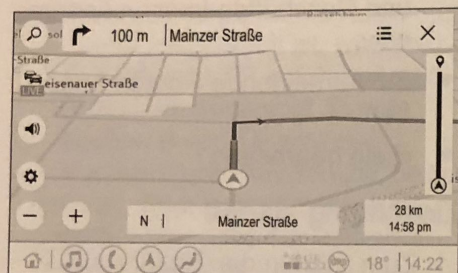 100 m | Mainzer Straße
Straße
LIVE
eisenauer Straße
N | Mainzer Straße
28 km
14:58 pm
18° 14:22